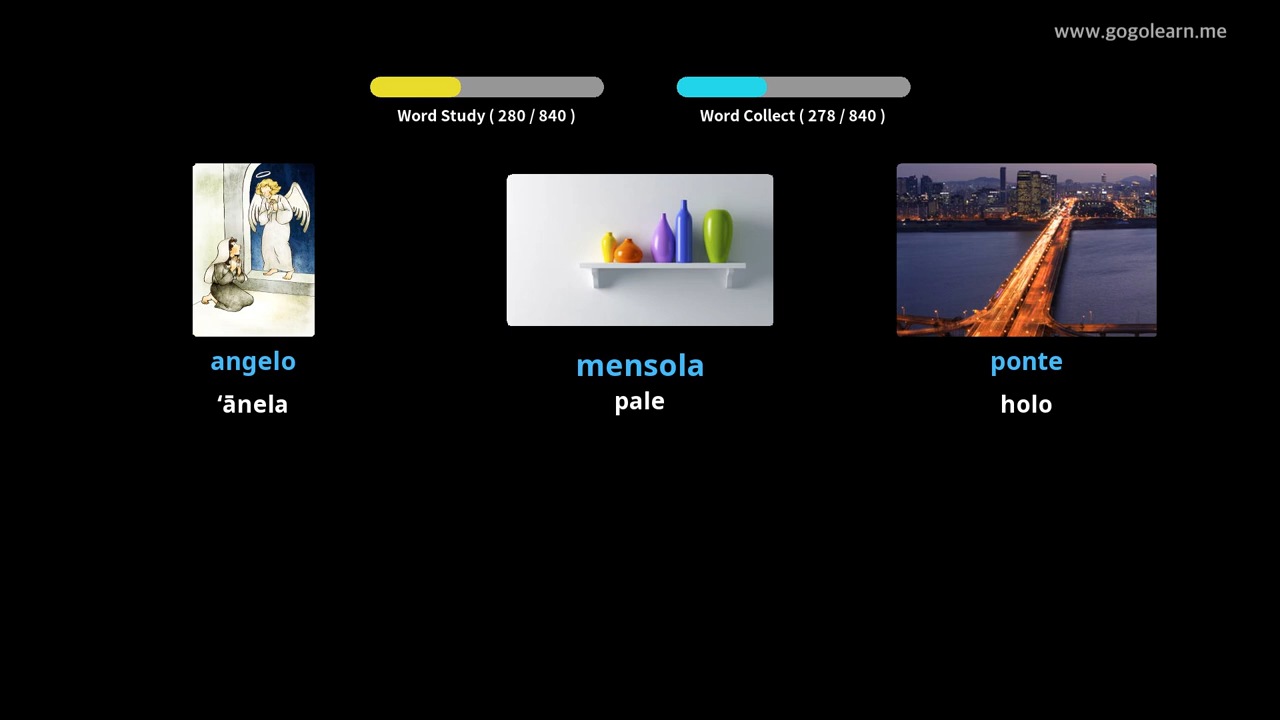 www.gogolearn.me
Word Study ( 280 / 840 )
Word Collect ( 278 / 840 )
angelo
mensola
ponte
ʻānela
pale
holo